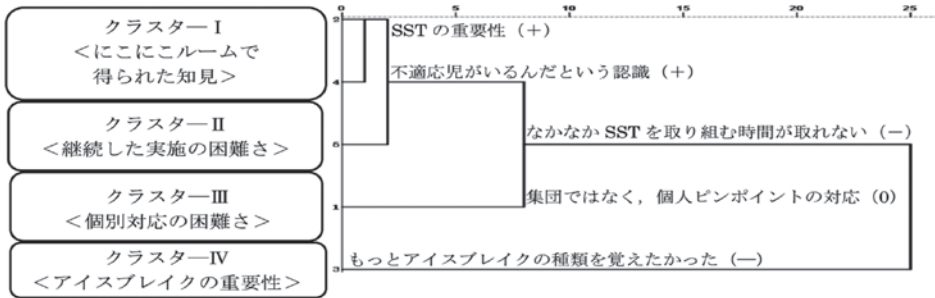 0 5 10 15 20 25
クラスター―Ⅰ
<にこにこルームで
得られた知見>
クラスター―Ⅱ
<継続した実施の困難さ>
クラスター―Ⅲ
<個別対応の困難さ>
クラスター―Ⅳ
<アイスブレイクの重要性>
2 SST の重要性(+)
4 不適応児がいるんだという認識(+)
5 なかなか SST を取り組む時間が取れない(-)
1 集団ではなく,個人ピンポイントの対応(0)
3 もっとアイスブレイクの種類を覚えたかった(―)